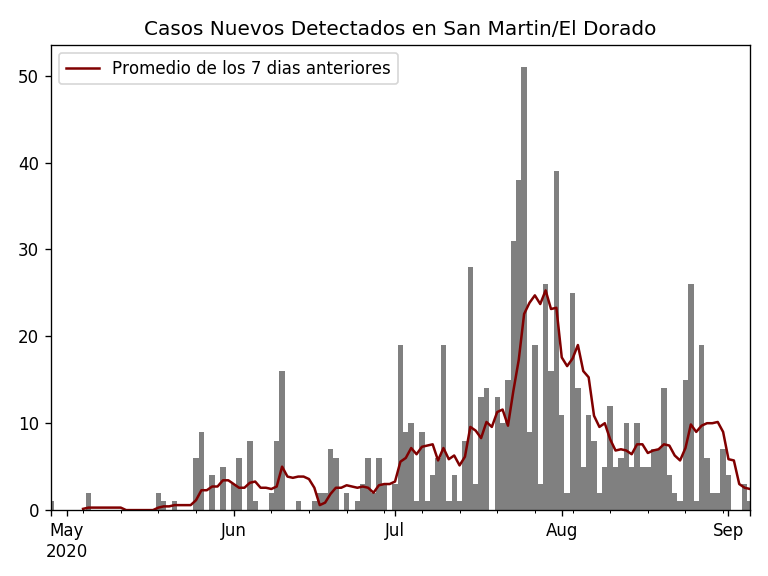 Casos Nuevos Detectados en San Martin/El Dorado
Promedio de los 7 dias anteriores
50
40
30
20
10
0
May Jun Jul Aug Sep
2020